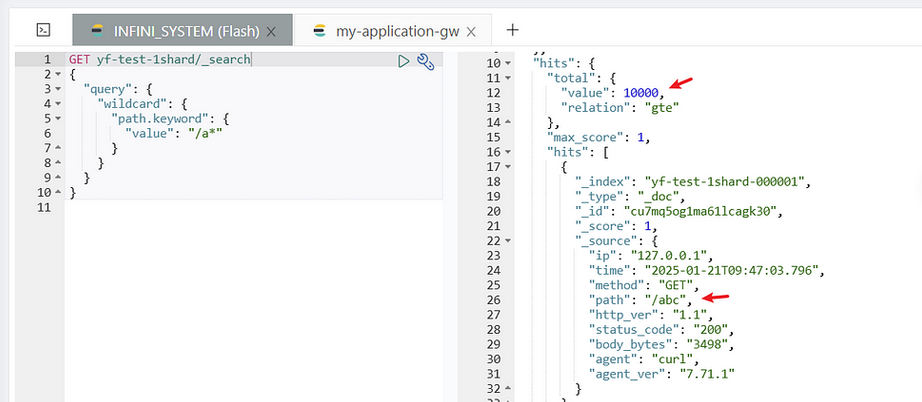 INFINI_SYSTEM (Flash) ×
my-application-gw ×
+
1 GET yf-test-1shard/_search
2 {
3 "query": {
4 "wildcard": {
5 "path.keyword": {
6 "value": "/a*"
7 }
8 }
9 }
10 }
11
10 "hits": {
11 "total": {
12 "value": 10000,
13 "relation": "gte"
14 },
15 "max_score": 1,
16 "hits": [
17 {
18 "_index": "yf-test-1shard-000001",
19 "_type": "_doc",
20 "_id": "cu7mq5og1ma61lcagk30",
21 "_score": 1,
22 "_source": {
23 "ip": "127.0.0.1",
24 "time": "2025-01-21T09:47:03.796",
25 "method": "GET",
26 "path": "/abc",
27 "http_ver": "1.1",
28 "status_code": "200",
29 "body_bytes": "3498",
30 "agent": "curl",
31 "agent_ver": "7.71.1"
32 }